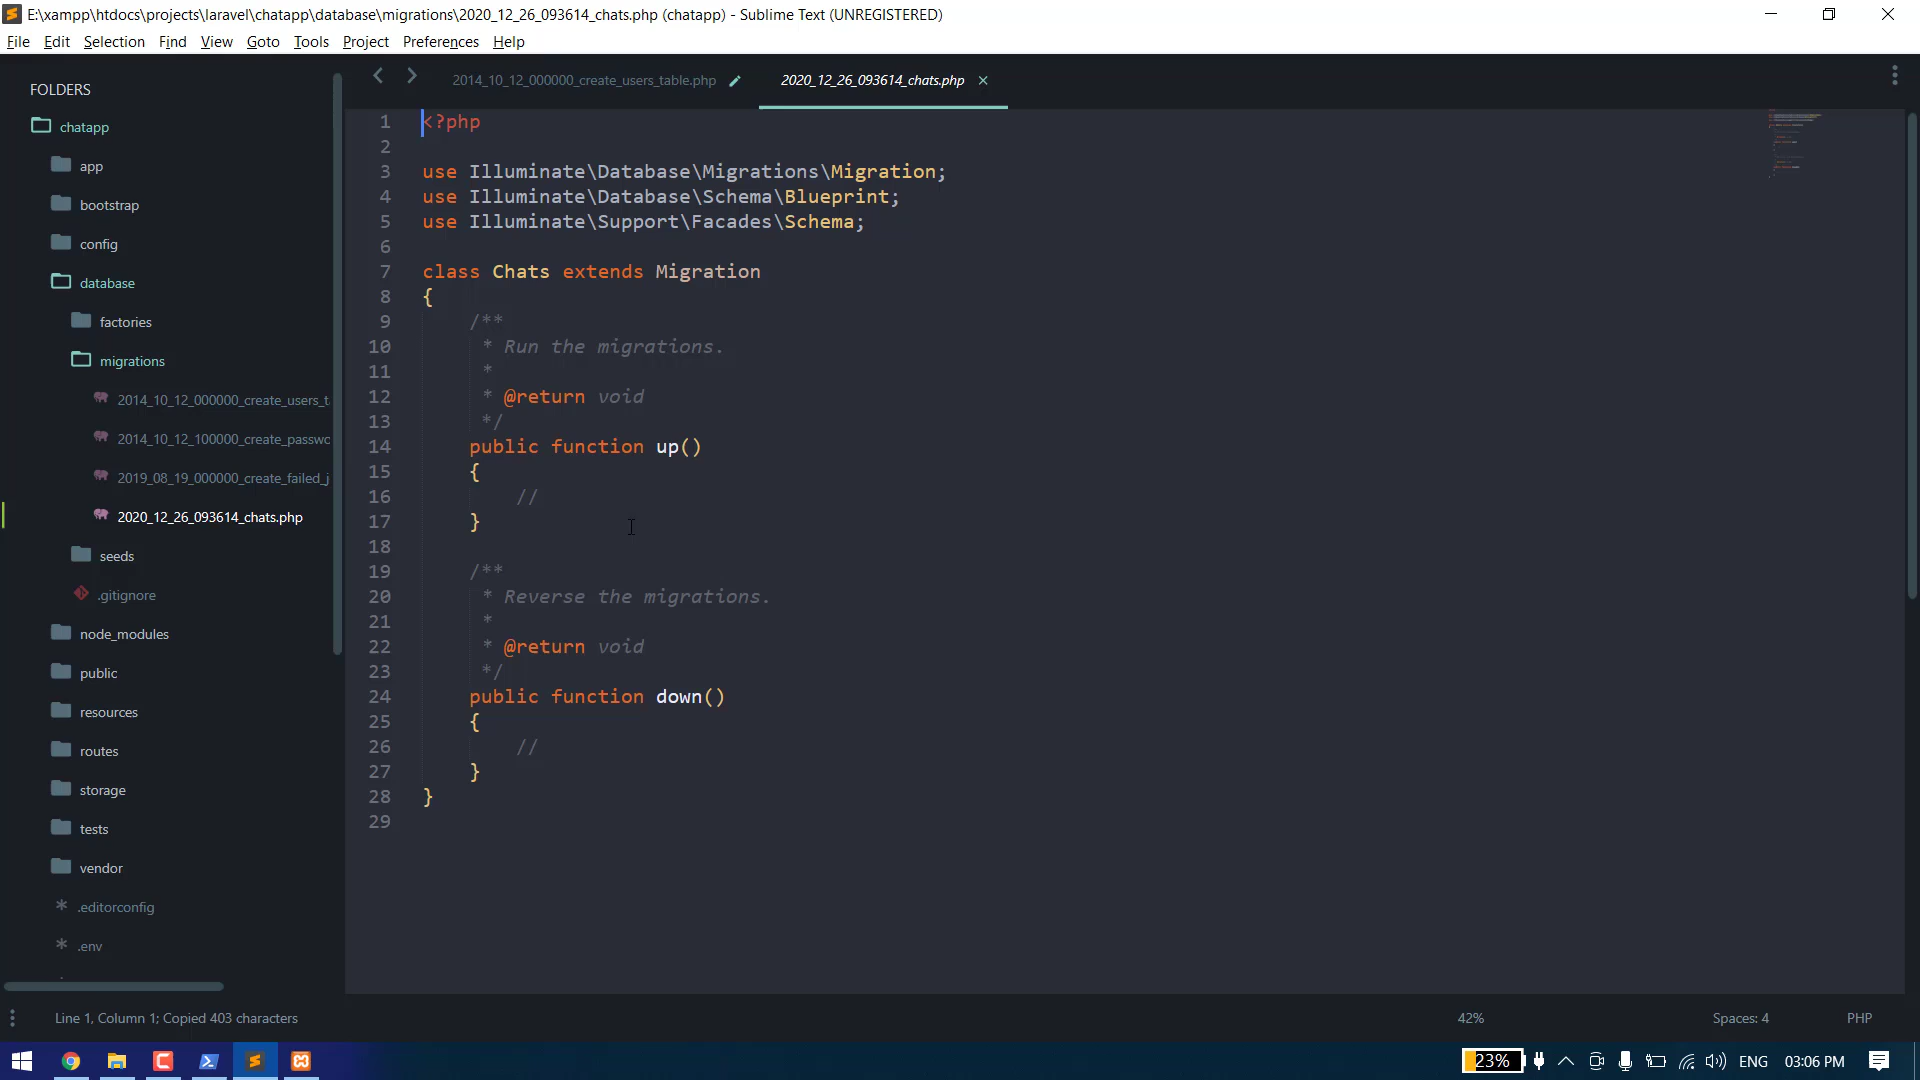 E:\xampp\htdocs\projects\laravel\chatapp\database\migrations\2020_12_26_093614_chats.php (chatapp) - Sublime Text (UNREGISTERED)
File Edit Selection Find View Goto Tools Project Preferences Help
FOLDERS
chatapp
app
bootstrap
config
database
factories
migrations
2014_10_12_000000_create_users_t
2014_10_12_100000_create_passwc
2019_08_19_000000_create_failed_j
2020_12_26_093614_chats.php
seeds
.gitignore
node_modules
public
resources
routes
storage
tests
vendor
.editorconfig
.env
2014_10_12_000000_create_users_table.php
2020_12_26_093614_chats.php
1 <?php
2
3 use Illuminate\Database\Migrations\Migration;
4 use Illuminate\Database\Schema\Blueprint;
5 use Illuminate\Support\Facades\Schema;
6
7 class Chats extends Migration
8 {
9     /**
10      * Run the migrations.
11      *
12      * @return void
13      */
14     public function up()
15     {
16         //
17     }
18
19     /**
20      * Reverse the migrations.
21      *
22      * @return void
23      */
24     public function down()
25     {
26         //
27     }
28 }
29
Line 1, Column 1; Copied 403 characters
42%
Spaces: 4
PHP
23%
ENG
03:06 PM